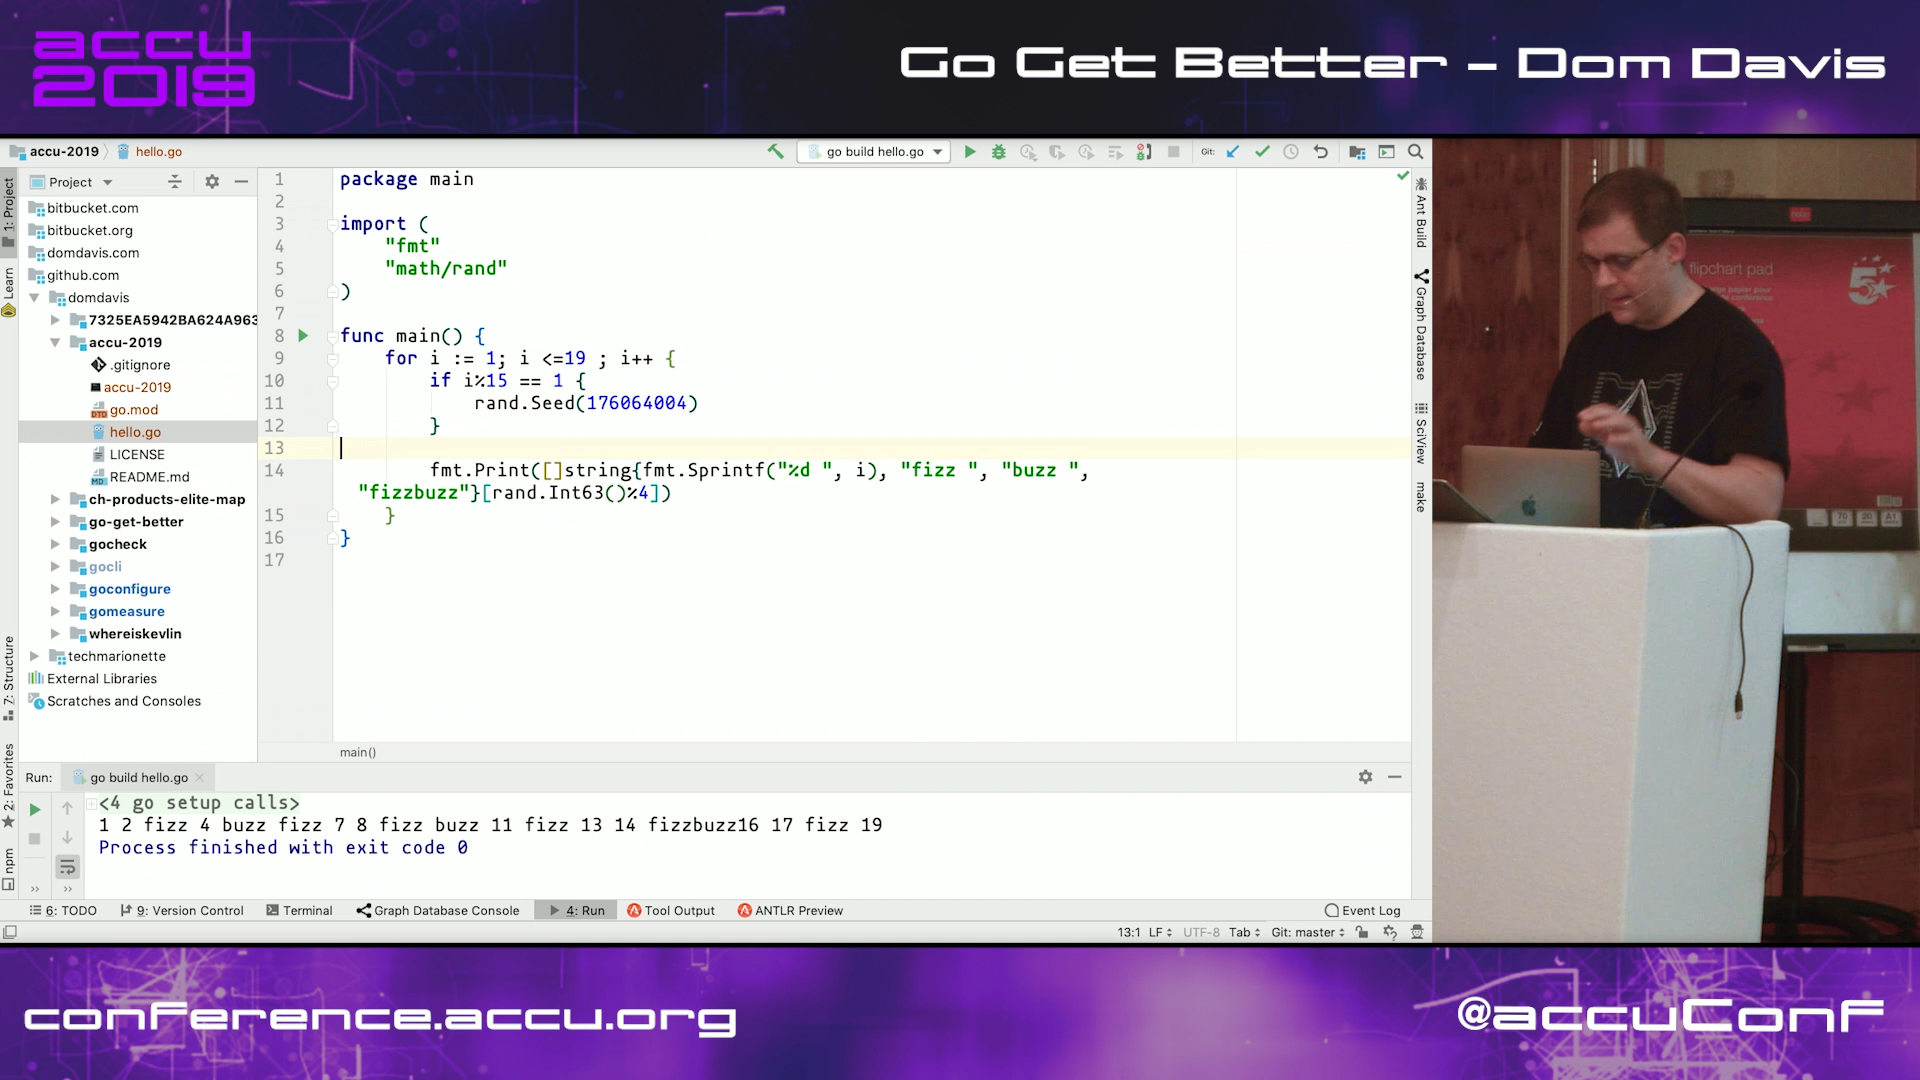 accu
2019
Go Get Better - Dom Davis
accu-2019
hello.go
go build hello.go
Git:
Project
bitbucket.com
bitbucket.org
domdavis.com
github.com
domdavis
7325EA5942BA624A963
accu-2019
.gitignore
accu-2019
go.mod
hello.go
LICENSE
README.md
ch-products-elite-map
go-get-better
gocheck
gocli
goconfigure
gomeasure
whereiskevlin
techmarionette
External Libraries
Scratches and Consoles
1: Project
Learn
7: Structure
2: Favorites
npm
1 package main
2
3 import (
4 "fmt"
5 "math/rand"
6 )
7
8 func main() {
9 for i := 1; i <=19 ; i++ {
10 if i%15 == 1 {
11 rand.Seed(176064004)
12 }
13
14 fmt.Print([]string{fmt.Sprintf("%d ", i), "fizz ", "buzz ",
"fizzbuzz"}[rand.Int63()%4])
15 }
16 }
17
main()
Ant Build
Graph Database
SciView
make
Run: go build hello.go
<4 go setup calls>
1 2 fizz 4 buzz fizz 7 8 fizz buzz 11 fizz 13 14 fizzbuzz16 17 fizz 19
Process finished with exit code 0
6: TODO 9: Version Control Terminal Graph Database Console 4: Run Tool Output ANTLR Preview Event Log
13:1 LF UTF-8 Tab Git: master
nobo
flipchart pad
5
70 20 A1
conference.accu.org
@accuConf